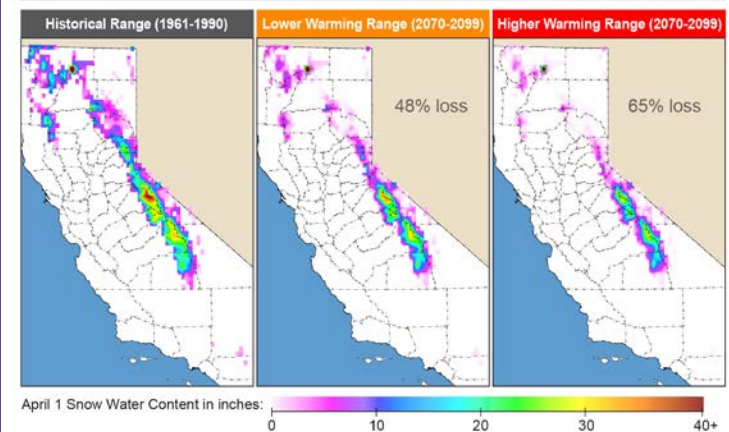 Historical Range (1961-1990)
Lower Warming Range (2070-2099)
Higher Warming Range (2070-2099)
48% loss
65% loss
April 1 Snow Water Content in inches:
0 10 20 30 40+